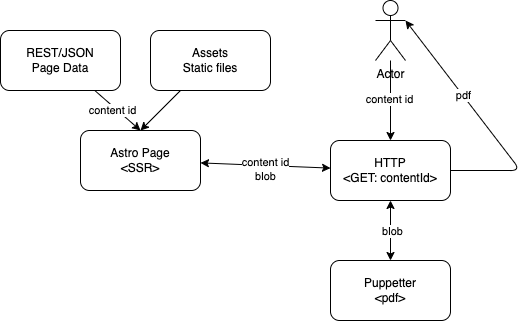 REST/JSON
Page Data
Assets
Static files
Actor
content id
content id
pdf
Astro Page
<SSR>
content id
blob
HTTP
<GET: contentId>
blob
Puppetter
<pdf>